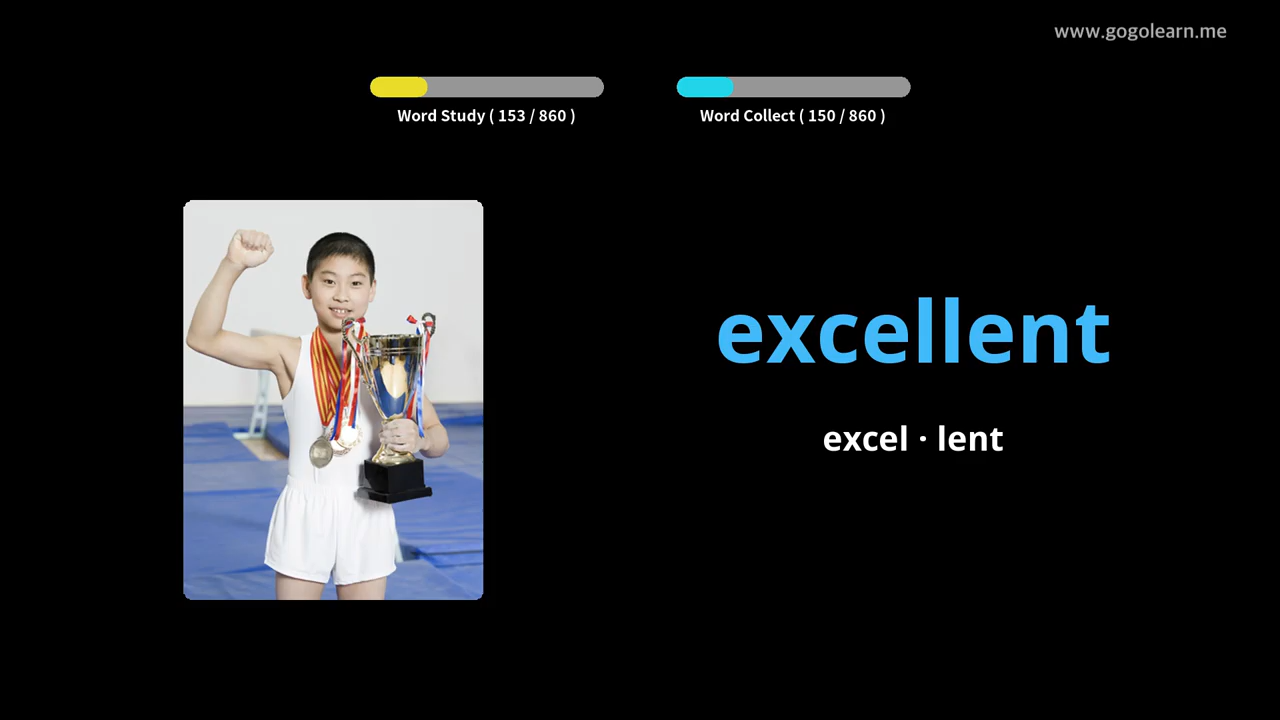 www.gogolearn.me
Word Study ( 153 / 860 )
Word Collect ( 150 / 860 )
excellent
excel · lent